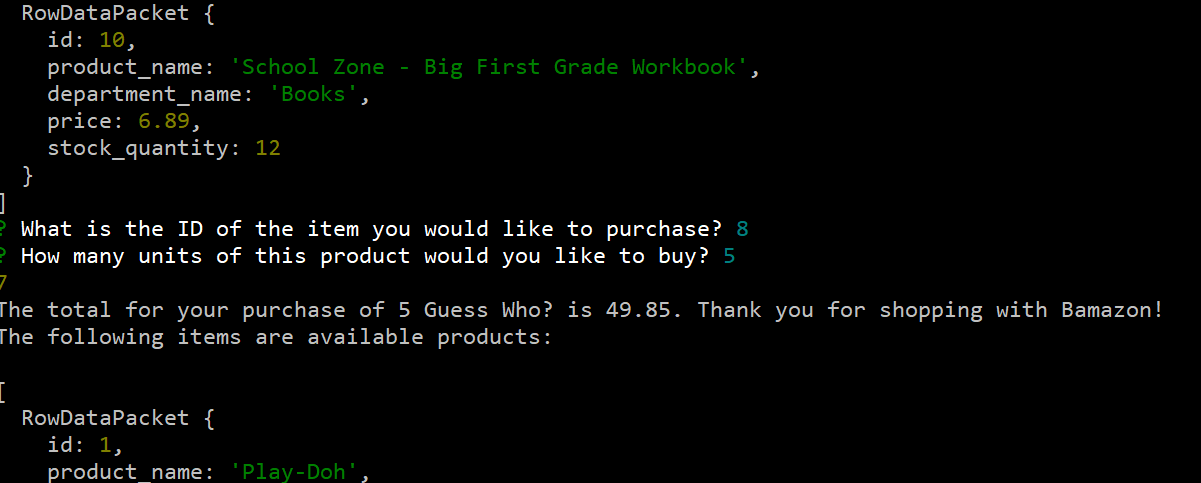 RowDataPacket {
id: 10,
product_name: 'School Zone - Big First Grade Workbook',
department_name: 'Books',
price: 6.89,
stock_quantity: 12
}
]
? What is the ID of the item you would like to purchase? 8
? How many units of this product would you like to buy? 5
7
The total for your purchase of 5 Guess Who? is 49.85. Thank you for shopping with Bamazon!
The following items are available products:
[
RowDataPacket {
id: 1,
product_name: 'Play-Doh',